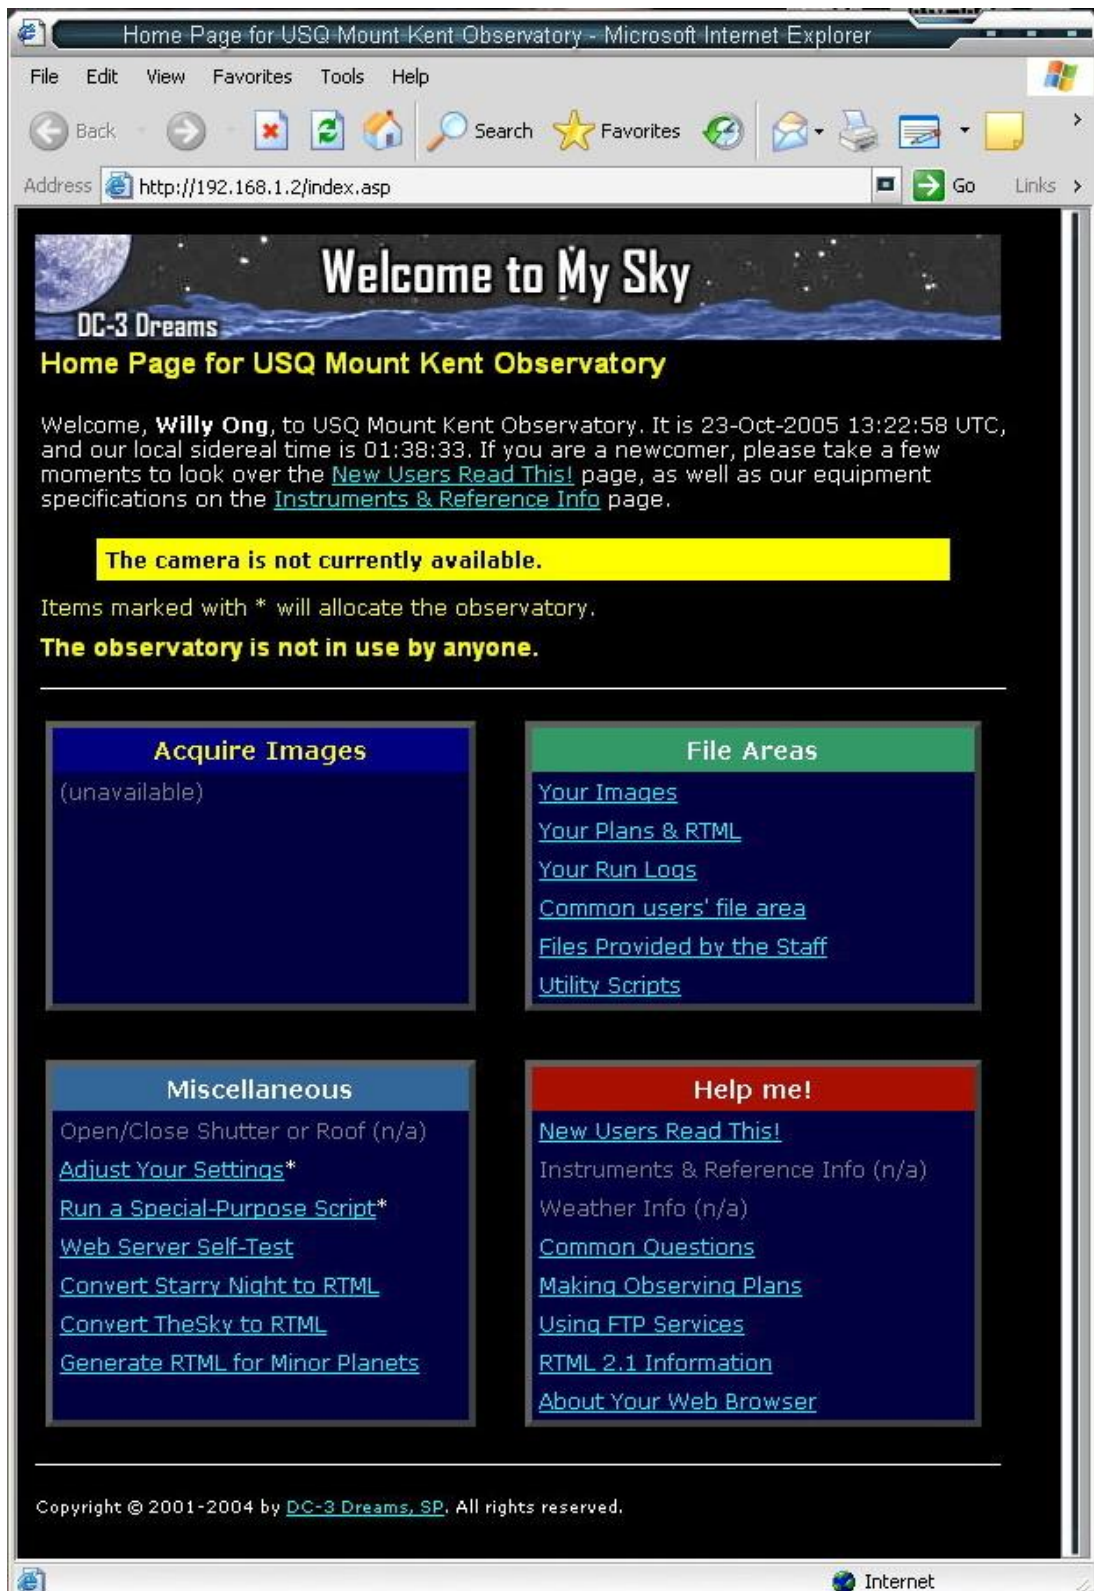 Home Page for USQ Mount Kent Observatory - Microsoft Internet Explorer
File Edit View Favorites Tools Help
Back Search Favorites
Address http://192.168.1.2/index.asp Go Links
Welcome to My Sky
DC-3 Dreams
Home Page for USQ Mount Kent Observatory
Welcome, Willy Ong, to USQ Mount Kent Observatory. It is 23-Oct-2005 13:22:58 UTC,
and our local sidereal time is 01:38:33. If you are a newcomer, please take a few
moments to look over the New Users Read This! page, as well as our equipment
specifications on the Instruments & Reference Info page.
The camera is not currently available.
Items marked with * will allocate the observatory.
The observatory is not in use by anyone.
Acquire Images
(unavailable)
File Areas
Your Images
Your Plans & RTML
Your Run Logs
Common users' file area
Files Provided by the Staff
Utility Scripts
Miscellaneous
Open/Close Shutter or Roof (n/a)
Adjust Your Settings*
Run a Special-Purpose Script*
Web Server Self-Test
Convert Starry Night to RTML
Convert TheSky to RTML
Generate RTML for Minor Planets
Help me!
New Users Read This!
Instruments & Reference Info (n/a)
Weather Info (n/a)
Common Questions
Making Observing Plans
Using FTP Services
RTML 2.1 Information
About Your Web Browser
Copyright © 2001-2004 by DC-3 Dreams, SP. All rights reserved.
Internet